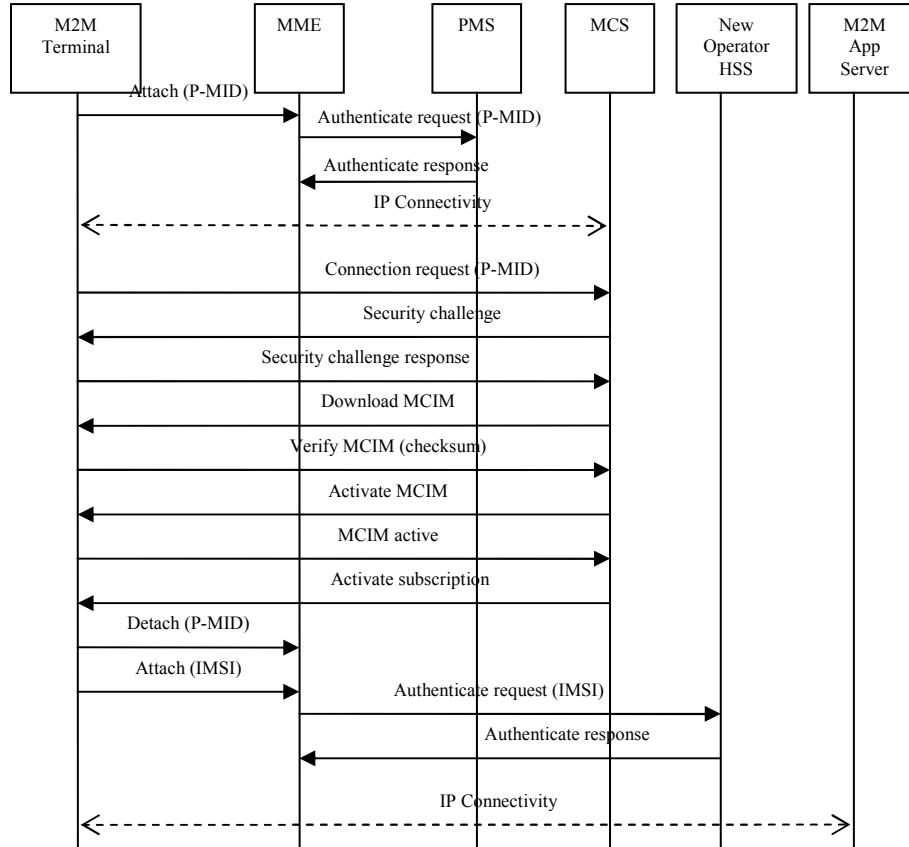 M2M
Terminal
MME
PMS
MCS
New
Operator
HSS
M2M
App
Server
Attach (P-MID)
Authenticate request (P-MID)
Authenticate response
IP Connectivity
Connection request (P-MID)
Security challenge
Security challenge response
Download MCIM
Verify MCIM (checksum)
Activate MCIM
MCIM active
Activate subscription
Detach (P-MID)
Attach (IMSI)
Authenticate request (IMSI)
Authenticate response
IP Connectivity